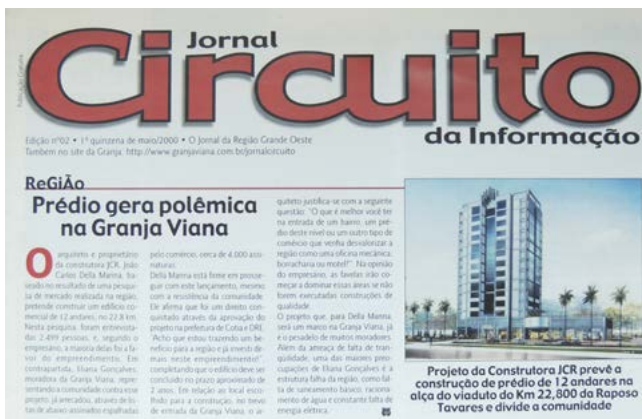 Publicação Gratuita
Jornal
Circuito
da Informação
Edição nº02 • 1ª quinzena de maio/2000 • O Jornal da Região Grande Oeste
Também no site da Granja: http://www.granjaviana.com.br/jornalcircuito
ReGiÃo
Prédio gera polêmica
na Granja Viana
O arquiteto e proprietário
da construtora JCR, João
Carlos Della Manna, ba-
seado no resultado de uma pesqui-
sa de mercado realizada na região,
pretende construir um edifício co-
mercial de 12 andares, no 22.8 km.
Nesta pesquisa, foram entrevista-
das 2.499 pessoas, e, segundo o
empresário, a maioria delas foi a fa-
vor do empreendimento. Em
contrapartida, Eliana Gonçalves,
moradora da Granja Viana, repre-
sentando a comunidade contra esse
projeto, já arrecadou, através de lis-
tas de abaixo assinados espalhadas
pelo comércio, cerca de 4.000 assi-
naturas.
Della Manna está firme em prosse-
guir com este lançamento, mesmo
com a resistência da comunidade.
Ele afirma que foi um direito con-
quistado através da aprovação do
projeto na prefeitura de Cotia e DRE.
"Acho que estou trazendo um be-
nefício para a região e já investi de-
mais neste empreendimento!",
completando que o edifício deve ser
concluído no prazo aproximado de
2 anos. Em relação ao local esco-
lhido para a construção, no trevo
de entrada da Granja Viana, o ar-
quiteto justifica-se com a seguinte
questão: "O que é melhor você ter
na entrada de um bairro: um pré-
dio deste nível ou um outro tipo de
comércio que venha desvalorizar a
região como uma oficina mecânica,
borracharia ou motel?". Na opinião
do empresário, as favelas irão co-
meçar a dominar essas áreas se não
forem executadas construções de
qualidade.
O projeto que, para Della Manna,
será um marco na Granja Viana, já
é o pesadelo de muitos moradores.
Além da ameaça de falta de tran-
qüilidade, uma das maiores preo-
cupações de Eliana Gonçalves é a
estrutura falha da região, como fal-
ta de saneamento básico, raciona-
mento de água e constante falta de
energia elétrica.
Projeto da Construtora JCR prevê a
construção de prédio de 12 andares na
alça do viaduto do Km 22,800 da Raposo
Tavares e divide a comunidade